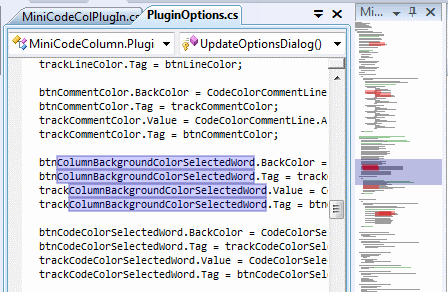 MiniCodeColPlugIn.cs
PluginOptions.cs
Mi...
MiniCodeColumn.Plugi
UpdateOptionsDialog()
trackLineColor.Tag = btnLineColor;
btnCommentColor.BackColor = CodeColorCommentLine
btnCommentColor.Tag = trackCommentColor;
trackCommentColor.Value = CodeColorCommentLine.A
trackCommentColor.Tag = btnCommentColor;
btnColumnBackgroundColorSelectedWord.BackColor =
btnColumnBackgroundColorSelectedWord.Tag = track
trackColumnBackgroundColorSelectedWord.Value = Co
trackColumnBackgroundColorSelectedWord.Tag = btn
btnCodeColorSelectedWord.BackColor = CodeColorSel
btnCodeColorSelectedWord.Tag = trackCodeColorSele
trackCodeColorSelectedWord.Value = CodeColorSele
trackCodeColorSelectedWord.Tag = btnCodeColorSel